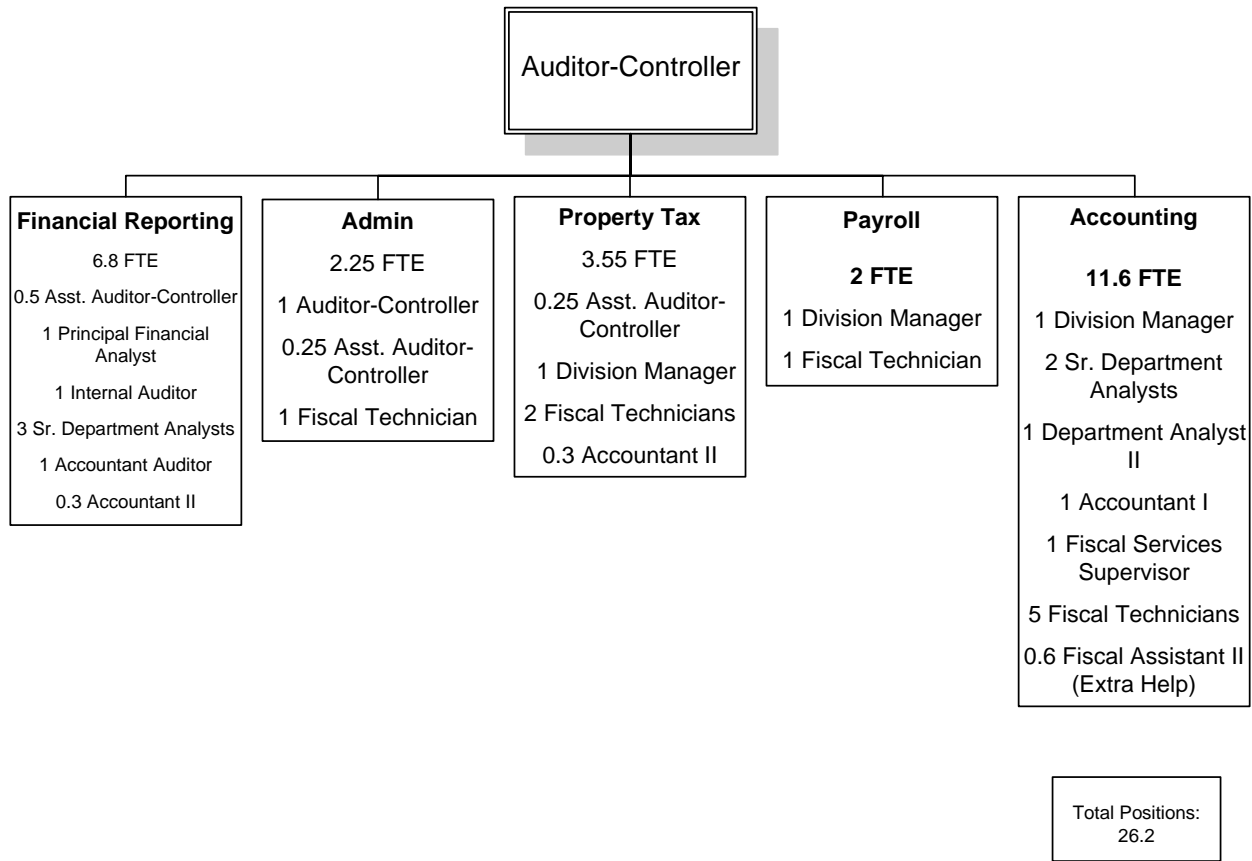 Auditor-Controller
Financial Reporting
6.8 FTE
0.5 Asst. Auditor-Controller
1 Principal Financial
Analyst
1 Internal Auditor
3 Sr. Department Analysts
1 Accountant Auditor
0.3 Accountant II
Admin
2.25 FTE
1 Auditor-Controller
0.25 Asst. Auditor-
Controller
1 Fiscal Technician
Property Tax
3.55 FTE
0.25 Asst. Auditor-
Controller
1 Division Manager
2 Fiscal Technicians
0.3 Accountant II
Payroll
2 FTE
1 Division Manager
1 Fiscal Technician
Accounting
11.6 FTE
1 Division Manager
2 Sr. Department
Analysts
1 Department Analyst
II
1 Accountant I
1 Fiscal Services
Supervisor
5 Fiscal Technicians
0.6 Fiscal Assistant II
(Extra Help)
Total Positions:
26.2